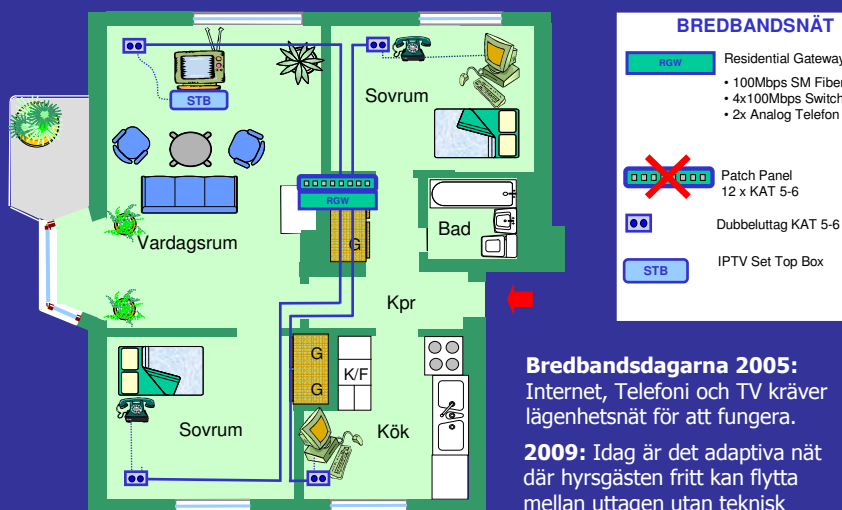 BREDBANDSNÄT
RGW
Residential Gateway
• 100Mbps SM Fiber
• 4x100Mbps Switch
• 2x Analog Telefon
Patch Panel
12 x KAT 5-6
Dubbeluttag KAT 5-6
STB
IPTV Set Top Box
STB
Sovrum
RGW
Vardagsrum
G
Bad
Kpr
G
G
K/F
Sovrum
Kök
Bredbandsdagarna 2005:
Internet, Telefoni och TV kräver
lägenhetsnät för att fungera.
2009: Idag är det adaptiva nät
där hyrsgästen fritt kan flytta
mellan uttagen utan teknisk